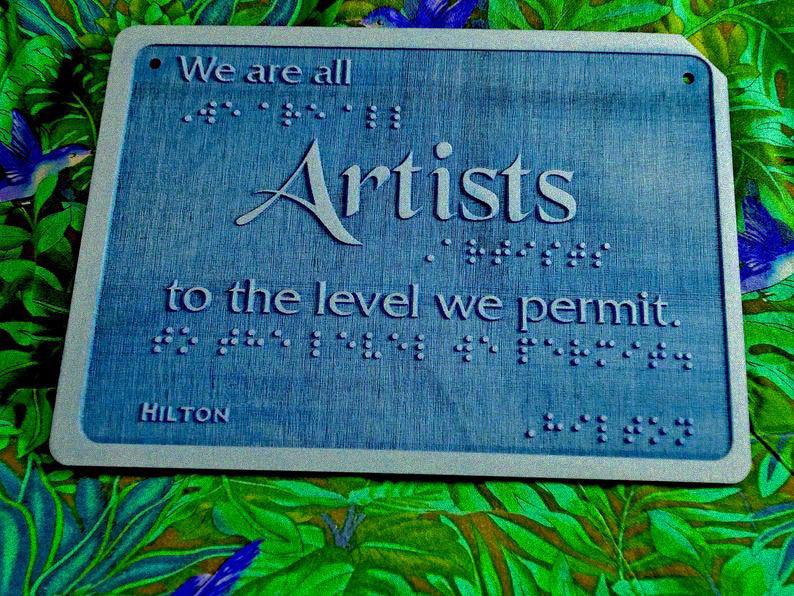 We are all
⠠⠺⠑ ⠁⠗⠑ ⠁⠇⠇
Artists
⠠⠁⠗⠞⠊⠎⠞⠎
to the level we permit.
⠞⠕ ⠞⠓⠑ ⠇⠑⠧⠑⠇ ⠺⠑ ⠏⠑⠗⠍⠊⠞⠲
HILTON
⠠⠓⠊⠇⠞⠕⠝